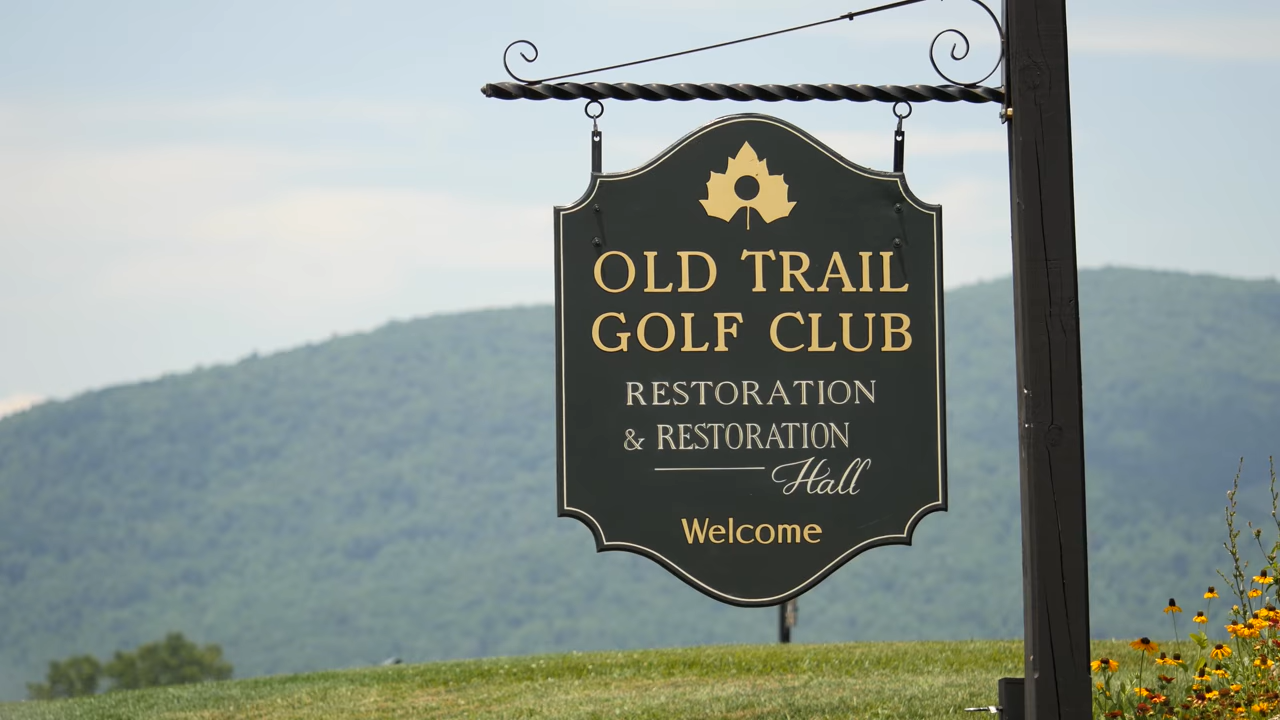 OLD TRAIL
GOLF CLUB
RESTORATION
& RESTORATION
Hall
Welcome